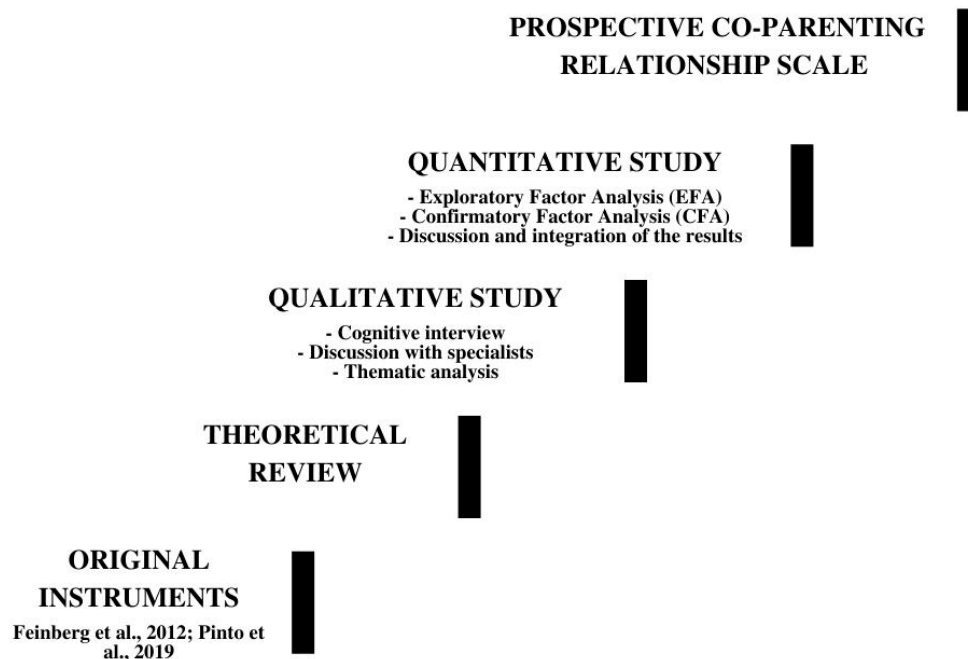 PROSPECTIVE CO-PARENTING
RELATIONSHIP SCALE
QUANTITATIVE STUDY
- Exploratory Factor Analysis (EFA)
- Confirmatory Factor Analysis (CFA)
- Discussion and integration of the results
QUALITATIVE STUDY
- Cognitive interview
- Discussion with specialists
- Thematic analysis
THEORETICAL
REVIEW
ORIGINAL
INSTRUMENTS
Feinberg et al., 2012; Pinto et
al., 2019